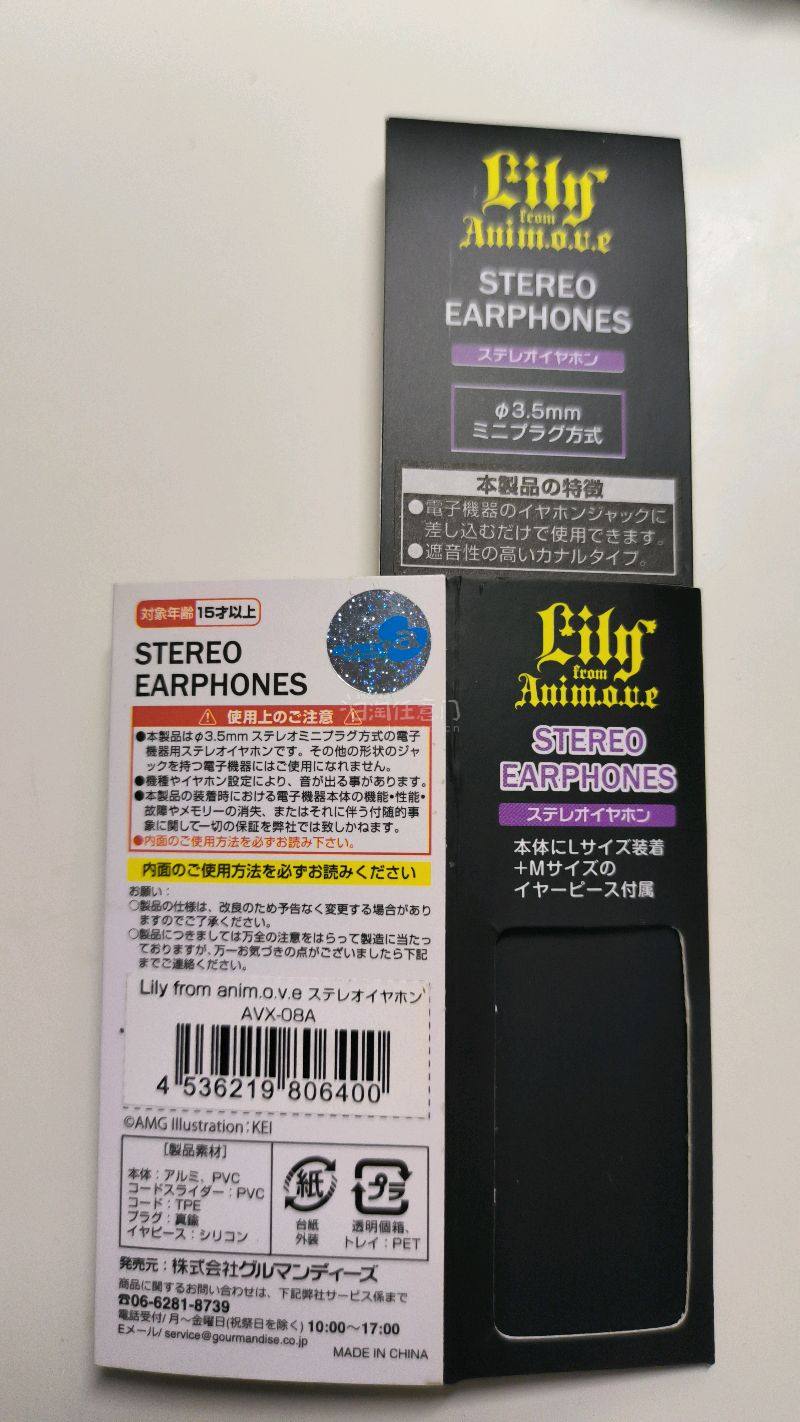 Lily
from
Anim.o.v.e
STEREO
EARPHONES
ステレオイヤホン
φ3.5mm
ミニプラグ方式
本製品の特徴
●電子機器のイヤホンジャックに
差し込むだけで使用できます。
●遮音性の高いカナルタイプ。
対象年齢 15才以上
STEREO
EARPHONES
使用上のご注意
●本製品はφ3.5mm ステレオミニプラグ方式の電子
機器用ステレオイヤホンです。その他の形状のジャ
ックを持つ電子機器にはご使用になれません。
●機種やイヤホン設定により、音が出る事があります。
●本製品の装着時における電子機器本体の機能・性能・
故障やメモリーの消失、またはそれに伴う付随的事
象に関して一切の保証を弊社では致しかねます。
●内面のご使用方法を必ずお読み下さい。
内面のご使用方法を必ずお読みください
お願い：
○製品の仕様は、改良のため予告なく変更する場合があり
ますのでご了承ください。
○製品につきましては万全の注意をはらって製造に当たっ
ておりますが、万一お気づきの点がございましたら下記
までご連絡ください。
Lily from anim.o.v.e ステレオイヤホン
AVX-08A
4 536219 806400
©AMG Illustration：KEI
［製品素材］
本体：アルミ、PVC
コードスライダー：PVC
コード：TPE
プラグ：真鍮
イヤピース：シリコン
紙
台紙
外装
プラ
透明個箱、
トレイ：PET
発売元：株式会社グルマンディーズ
商品に関するお問い合わせは、下記弊社サービス係まで
☎06-6281-8739
電話受付/ 月～金曜日(祝祭日を除く) 10:00～17:00
Eメール/ service@gourmandise.co.jp
MADE IN CHINA
Lily
from
Anim.o.v.e
STEREO
EARPHONES
ステレオイヤホン
本体にLサイズ装着
+Mサイズの
イヤーピース付属